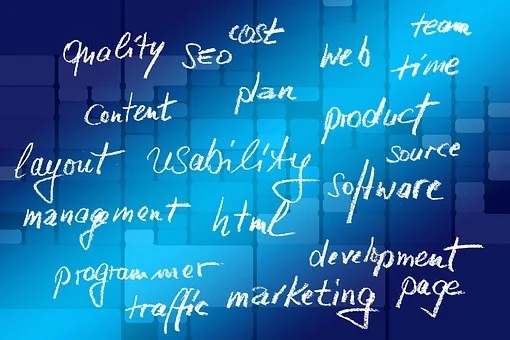 cost team
Quality SEO web time
plan
Content product
layout usability source
software
management html
development
programmer
traffic marketing page